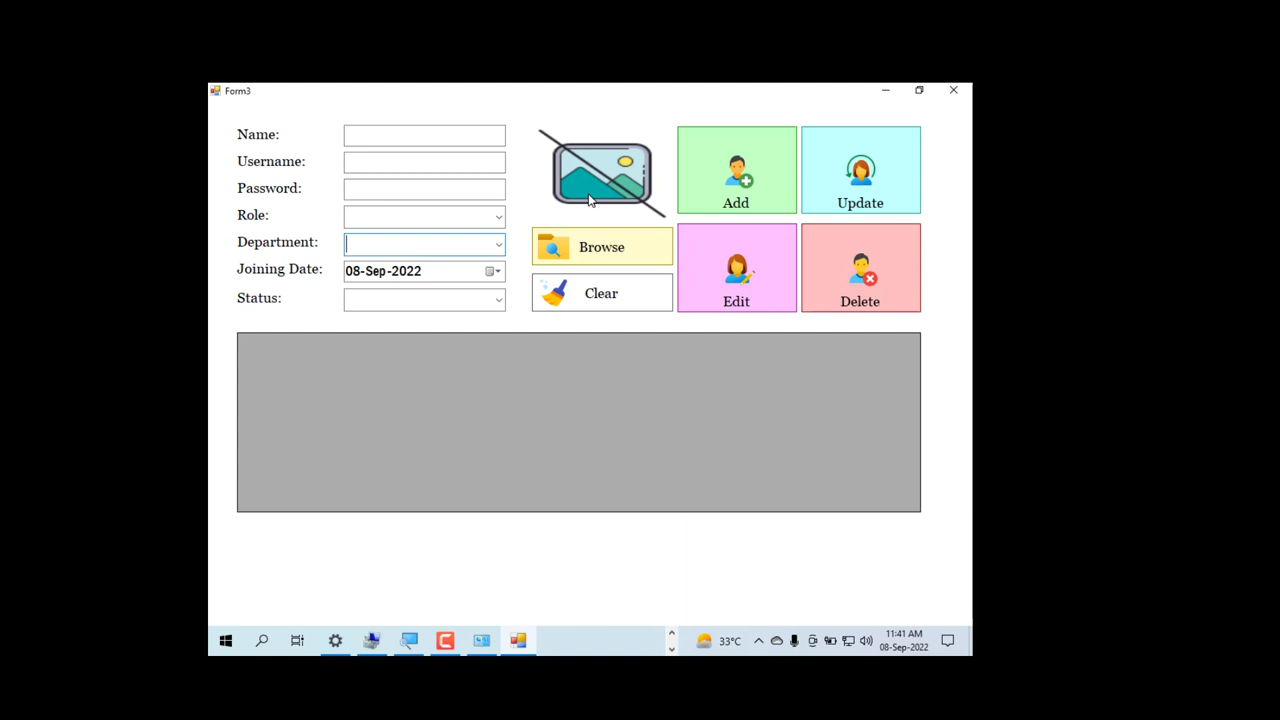 Form3
Name:
Username:
Password:
Role:
Department:
Joining Date:
08-Sep-2022
Status:
Browse
Clear
Add
Update
Edit
Delete
33°C
11:41 AM
08-Sep-2022